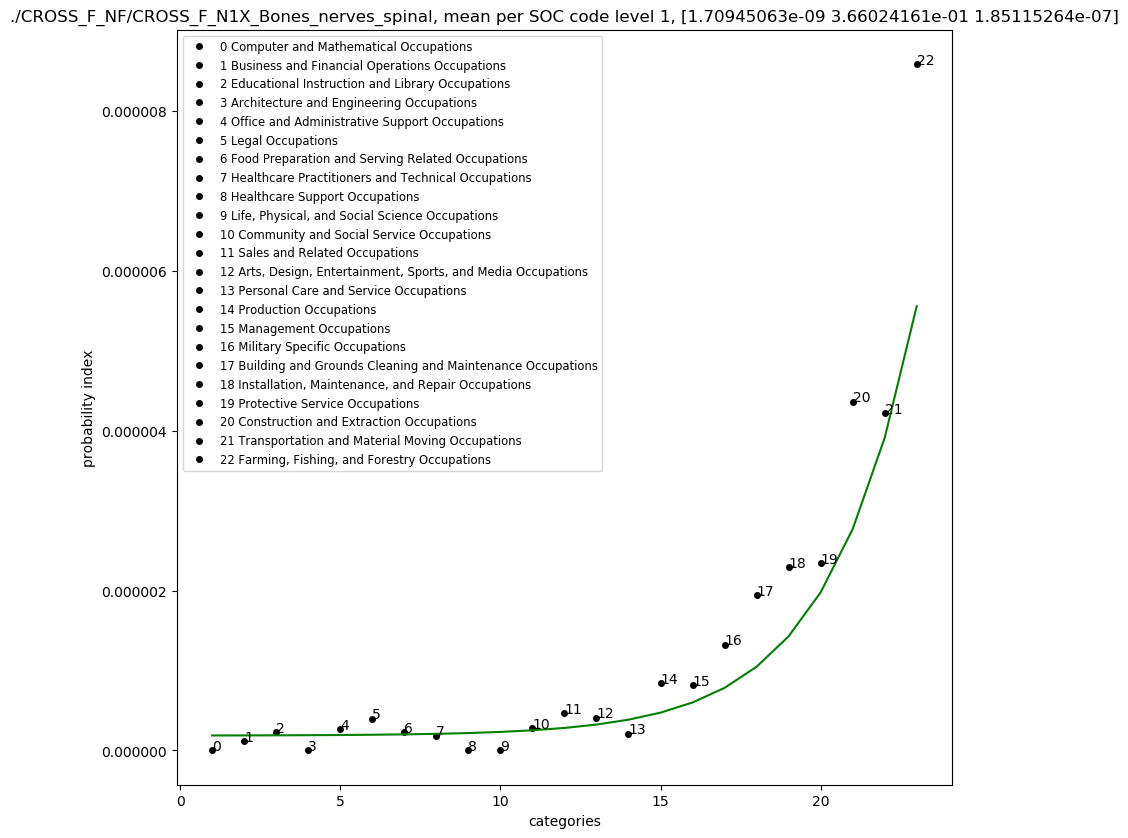 ./CROSS_F_NF/CROSS_F_N1X_Bones_nerves_spinal, mean per SOC code level 1, [1.70945063e-09 3.66024161e-01 1.85115264e-07]
0 Computer and Mathematical Occupations
1 Business and Financial Operations Occupations
2 Educational Instruction and Library Occupations
3 Architecture and Engineering Occupations
4 Office and Administrative Support Occupations
5 Legal Occupations
6 Food Preparation and Serving Related Occupations
7 Healthcare Practitioners and Technical Occupations
8 Healthcare Support Occupations
9 Life, Physical, and Social Science Occupations
10 Community and Social Service Occupations
11 Sales and Related Occupations
12 Arts, Design, Entertainment, Sports, and Media Occupations
13 Personal Care and Service Occupations
14 Production Occupations
15 Management Occupations
16 Military Specific Occupations
17 Building and Grounds Cleaning and Maintenance Occupations
18 Installation, Maintenance, and Repair Occupations
19 Protective Service Occupations
20 Construction and Extraction Occupations
21 Transportation and Material Moving Occupations
22 Farming, Fishing, and Forestry Occupations
probability index
0.000008
0.000006
0.000004
0.000002
0.000000
0
1
2
3
4
5
6
7
8
9
10
11
12
13
14
15
16
17
18
19
20
21
22
0
5
10
15
20
categories